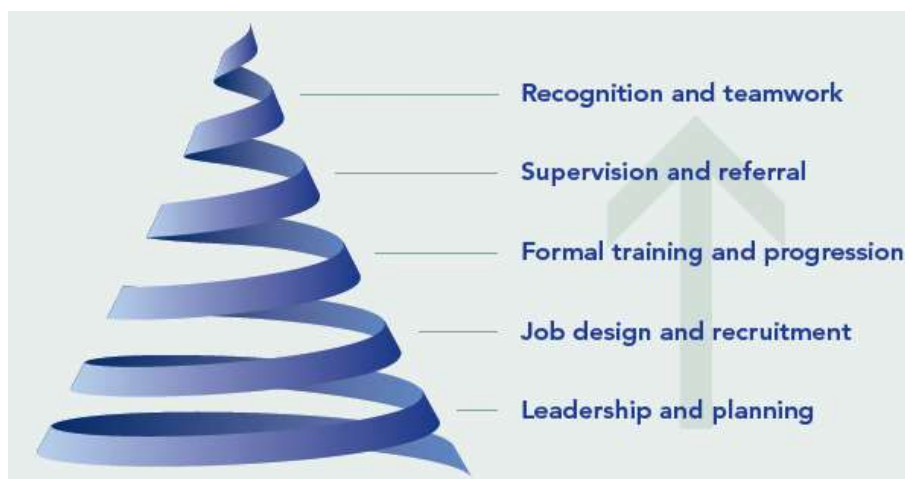 Recognition and teamwork
Supervision and referral
Formal training and progression
Job design and recruitment
Leadership and planning